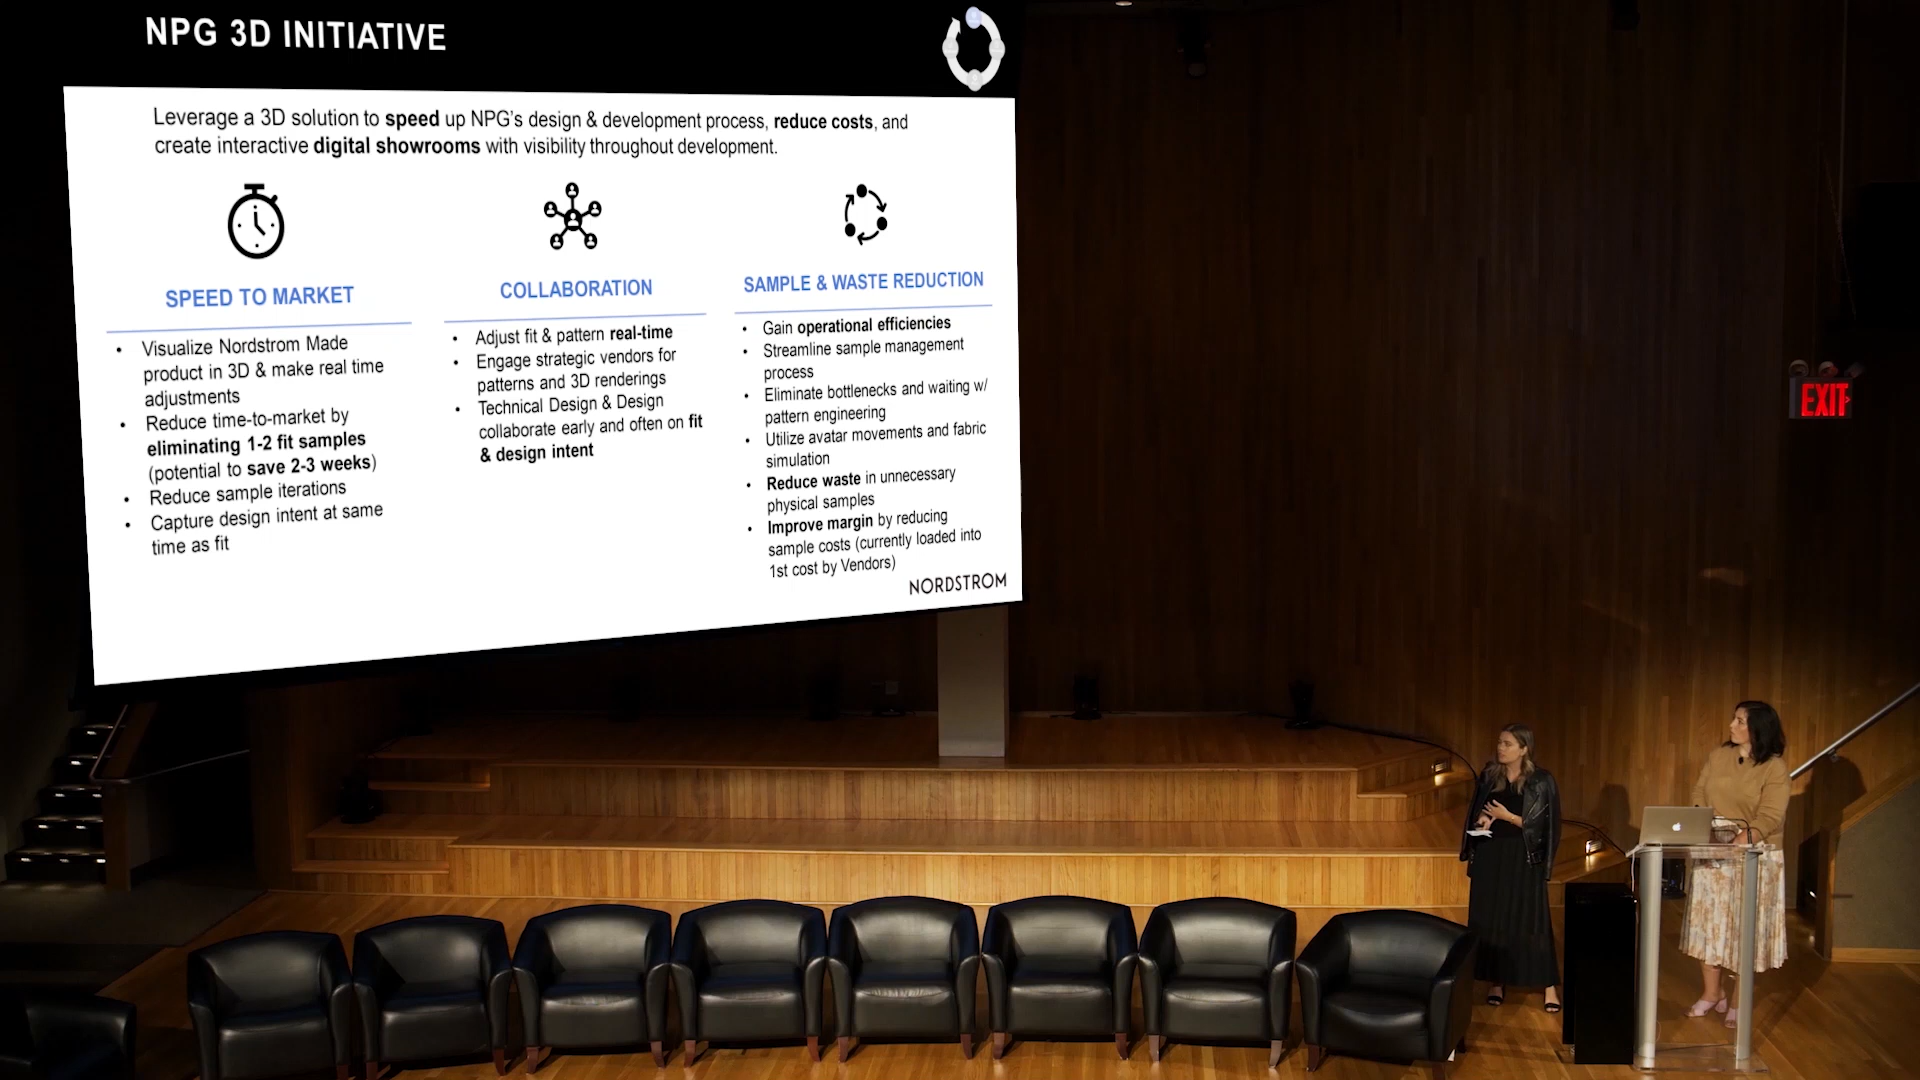 NPG 3D INITIATIVE
Leverage a 3D solution to speed up NPG's design & development process, reduce costs, and
create interactive digital showrooms with visibility throughout development.
SPEED TO MARKET
• Visualize Nordstrom Made
product in 3D & make real time
adjustments
• Reduce time-to-market by
eliminating 1-2 fit samples
(potential to save 2-3 weeks)
• Reduce sample iterations
• Capture design intent at same
time as fit
COLLABORATION
• Adjust fit & pattern real-time
• Engage strategic vendors for
patterns and 3D renderings
• Technical Design & Design
collaborate early and often on fit
& design intent
SAMPLE & WASTE REDUCTION
• Gain operational efficiencies
• Streamline sample management
process
• Eliminate bottlenecks and waiting w/
pattern engineering
• Utilize avatar movements and fabric
simulation
• Reduce waste in unnecessary
physical samples
• Improve margin by reducing
sample costs (currently loaded into
1st cost by Vendors)
NORDSTROM
EXIT